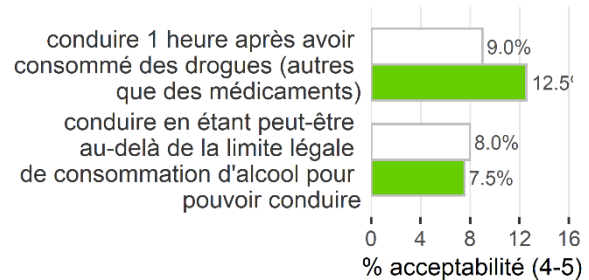 conduire 1 heure après avoir
consommé des drogues (autres
que des médicaments)
9.0%
12.5%
conduire en étant peut-être
au-delà de la limite légale
de consommation d'alcool pour
pouvoir conduire
8.0%
7.5%
0 4 8 12 16
% acceptabilité (4-5)